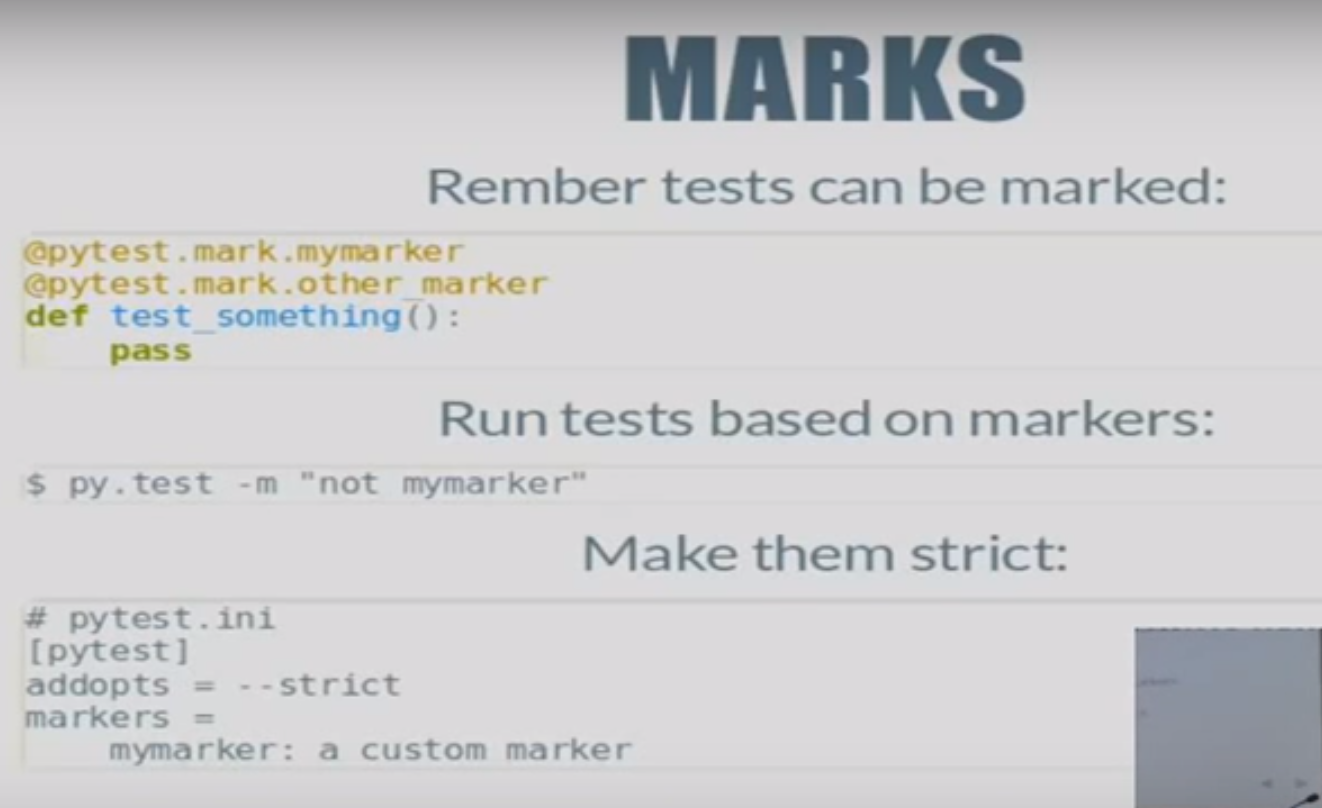 MARKS
Rember tests can be marked:
@pytest.mark.mymarker
@pytest.mark.other_marker
def test_something():
    pass
Run tests based on markers:
$ py.test -m "not mymarker"
Make them strict:
# pytest.ini
[pytest]
addopts = --strict
markers =
    mymarker: a custom marker